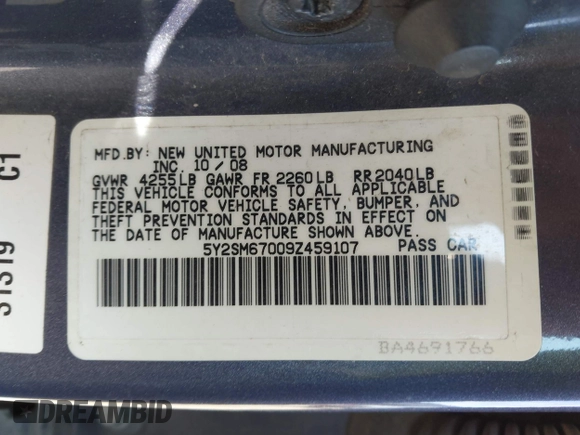 MFD.BY: NEW UNITED MOTOR MANUFACTURING
INC. 10 / 08
GVWR 4255LB GAWR FR 2260LB RR2040LB
THIS VEHICLE CONFORMS TO ALL APPLICABLE
FEDERAL MOTOR VEHICLE SAFETY, BUMPER, AND
THEFT PREVENTION STANDARDS IN EFFECT ON
THE DATE OF MANUFACTURE SHOWN ABOVE.
5Y2SM67009Z459107 PASS CAR
BA4691766
31319 C1
DREAMBID